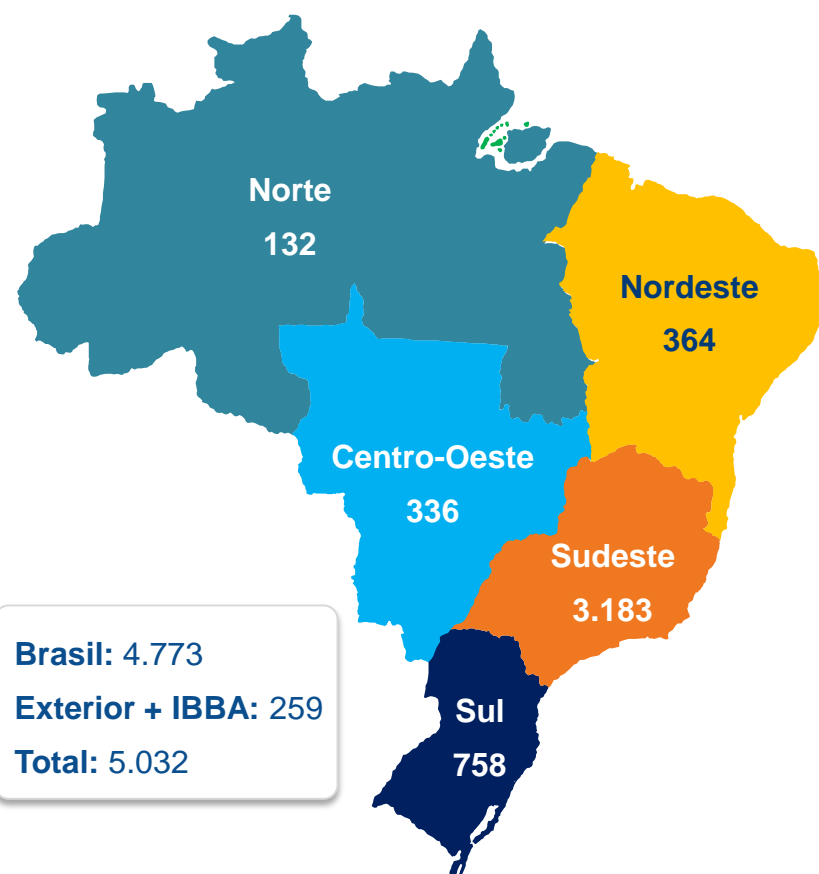 Norte
132
Nordeste
364
Centro-Oeste
336
Sudeste
3.183
Brasil: 4.773
Exterior + IBBA: 259
Total: 5.032
Sul
758